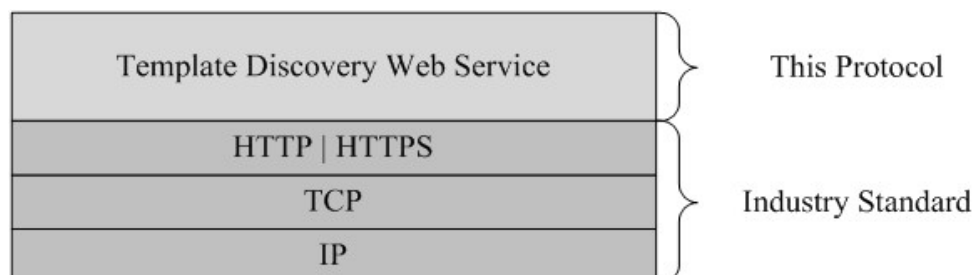 Template Discovery Web Service
This Protocol
HTTP | HTTPS
TCP
Industry Standard
IP